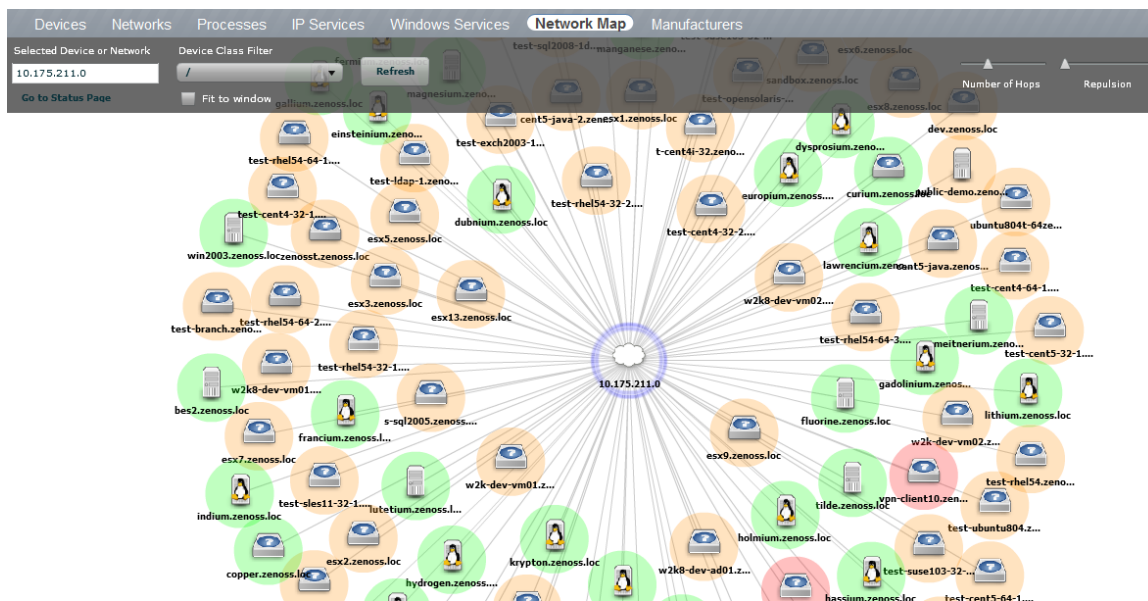 Devices Networks Processes IP Services Windows Services Network Map Manufacturers
Selected Device or Network
Device Class Filter
10.175.211.0
/
Refresh
Go to Status Page
Fit to window
Number of Hops
Repulsion
test-sql2008-1d...
manganese.zeno...
esx6.zenoss.loc
sandbox.zenoss.loc
magnesium.zeno...
test-opensolaris-...
gallium.zenoss.loc
esx8.zenoss.loc
cent5-java-2.zenoss...
esx1.zenoss.loc
einsteinium.zeno...
dev.zenoss.loc
test-exch2003-1...
t-cent4i-32.zeno...
dysprosium.zeno...
test-rhel54-64-1....
test-ldap-1.zeno...
test-rhel54-32-2....
europium.zenoss....
curium.zenoss.loc
public-demo.zeno...
test-cent4-32-1....
dubnium.zenoss.loc
test-cent4-32-2....
ubuntu804t-64ze...
esx5.zenoss.loc
win2003.zenoss.loc
zenosst.zenoss.loc
lawrencium.zeno...
cent5-java.zenos...
test-cent4-64-1....
esx3.zenoss.loc
w2k8-dev-vm02....
esx13.zenoss.loc
test-branch.zeno...
test-rhel54-64-2....
test-rhel54-64-3....
meitnerium.zeno...
test-cent5-32-1....
test-rhel54-32-1....
10.175.211.0
gadolinium.zenos...
w2k8-dev-vm01....
bes2.zenoss.loc
lithium.zenoss.loc
francium.zenoss.l...
s-sql2005.zenoss....
fluorine.zenoss.loc
w2k-dev-vm02.z...
esx7.zenoss.loc
esx9.zenoss.loc
w2k-dev-vm01.z...
test-rhel54.zeno...
test-sles11-32-1....
vpn-client10.zen...
indium.zenoss.loc
lutetium.zenoss.l...
tilde.zenoss.loc
test-ubuntu804.z...
holmium.zenoss.loc
esx2.zenoss.loc
krypton.zenoss.loc
copper.zenoss.loc
hydrogen.zenoss....
w2k8-dev-ad01.z...
test-suse103-32-...
hassium.zenoss.loc
test-cent5-64-1....